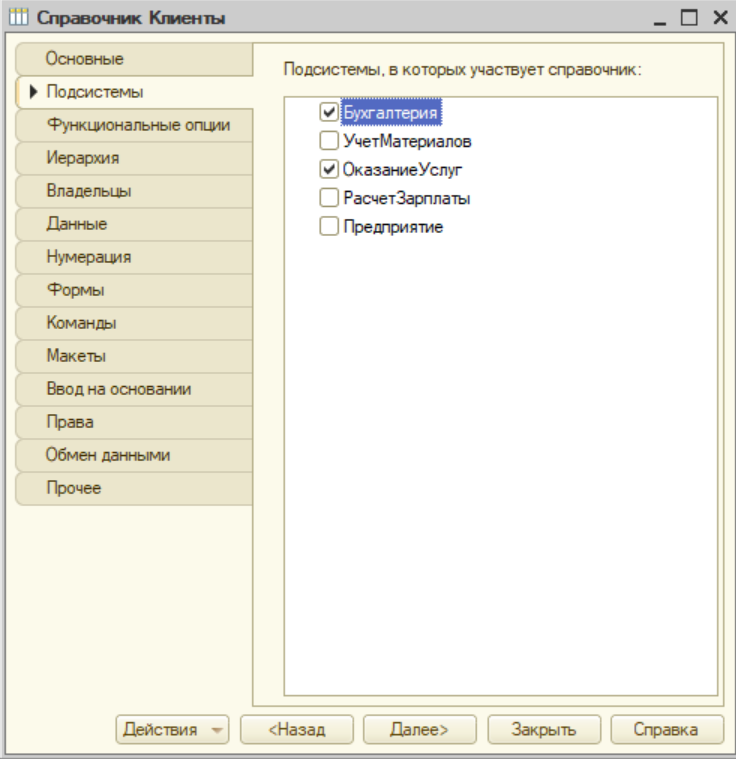 Справочник Клиенты
Основные
Подсистемы
Функциональные опции
Иерархия
Владельцы
Данные
Нумерация
Формы
Команды
Макеты
Ввод на основании
Права
Обмен данными
Прочее
Подсистемы, в которых участвует справочник:
Бухгалтерия
УчетМатериалов
ОказаниеУслуг
РасчетЗарплаты
Предприятие
Действия <Назад Далее> Закрыть Справка